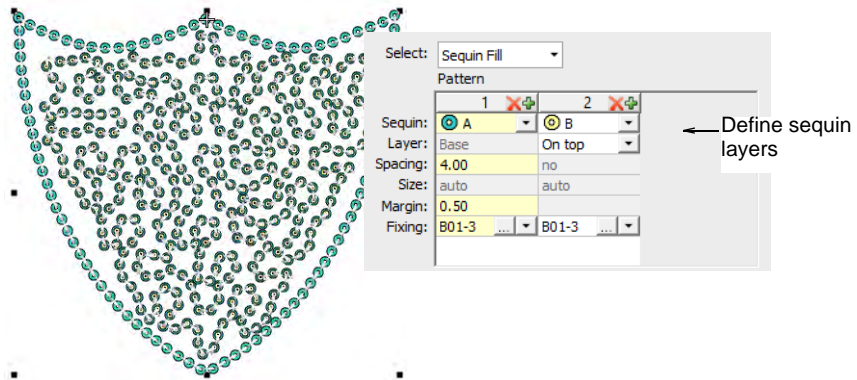 Select: Sequin Fill
Pattern
1 2
Sequin: A B
Layer: Base On top
Spacing: 4.00 no
Size: auto auto
Margin: 0.50
Fixing: B01-3 ... B01-3 ...
Define sequin
layers